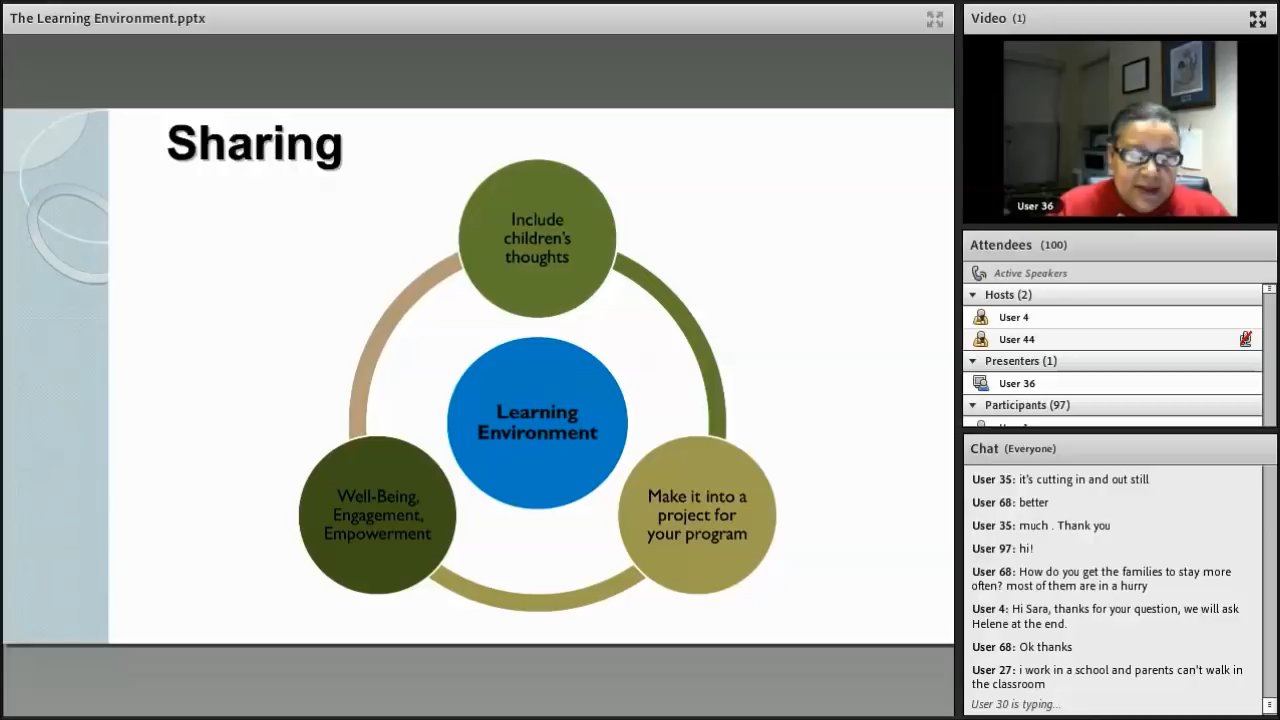 The Learning Environment.pptx
Sharing
Include
children's
thoughts
Learning
Environment
Well-Being,
Engagement,
Empowerment
Make it into a
project for
your program
Video (1)
User 36
Attendees (100)
Active Speakers
Hosts (2)
User 4
User 44
Presenters (1)
User 36
Participants (97)
Chat (Everyone)
User 35: it's cutting in and out still
User 68: better
User 35: much . Thank you
User 97: hi!
User 68: How do you get the families to stay more
often? most of them are in a hurry
User 4: Hi Sara, thanks for your question, we will ask
Helene at the end.
User 68: Ok thanks
User 27: i work in a school and parents can't walk in
the classroom
User 30 is typing...